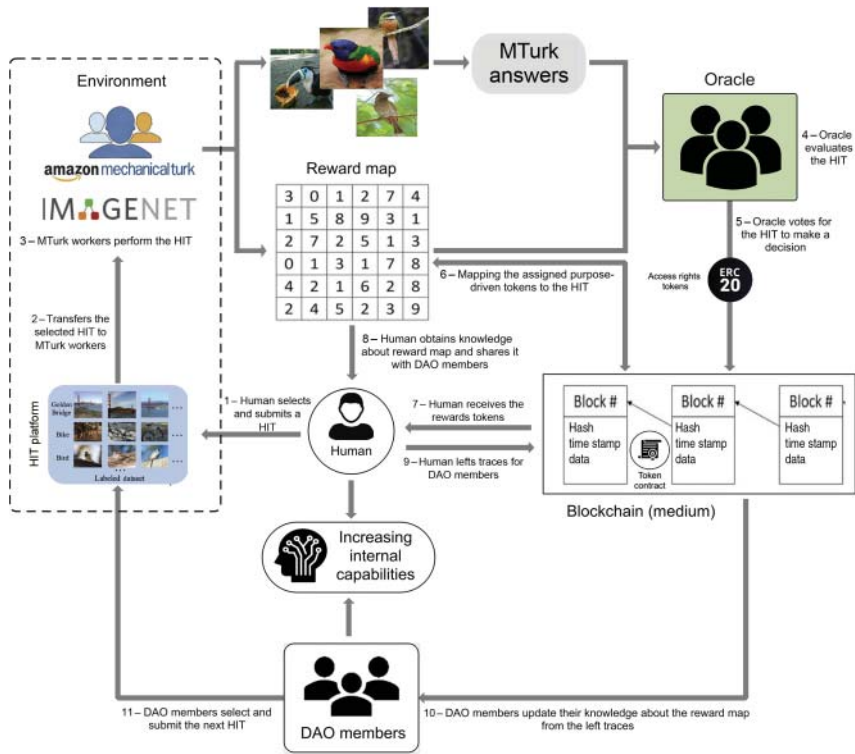 Environment
amazonmechanicalturk
IMAGENET
3 – MTurk workers perform the HIT
2 – Transfers the
selected HIT to
MTurk workers
HIT platform
Golden
Bridge
Bike
Bird
...
...
...
...
Labeled dataset
MTurk
answers
Reward map
3 0 1 2 7 4
1 5 8 9 3 1
2 7 2 5 1 3
0 1 3 1 7 8
4 2 1 6 2 8
2 4 5 2 3 9
Oracle
4 – Oracle
evaluates
the HIT
5 – Oracle votes for
the HIT to make a
decision
Access rights
tokens
ERC
20
6 – Mapping the assigned purpose-
driven tokens to the HIT
8 – Human obtains knowledge
about reward map and shares it
with DAO members
1 – Human selects
and submits a
HIT
Human
7 – Human receives the
rewards tokens
9 – Human lefts traces for
DAO members
Block #
Hash
time stamp
data
Block #
Hash
time stamp
data
Block #
Hash
time stamp
data
Token
contract
Blockchain (medium)
Increasing
internal
capabilities
DAO members
11 – DAO members select and
submit the next HIT
10 – DAO members update their knowledge about the reward map
from the left traces